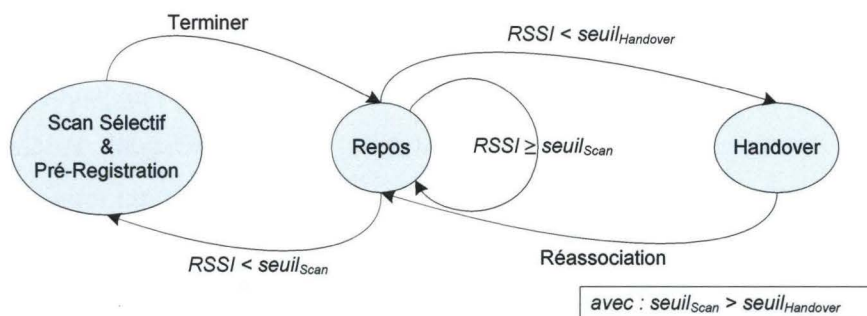 Terminer
RSSI < seuilHandover
Scan Sélectif
&
Pré-Registration
Repos
RSSI ≥ seuilScan
Handover
RSSI < seuilScan
Réassociation
avec : seuilScan > seuilHandover